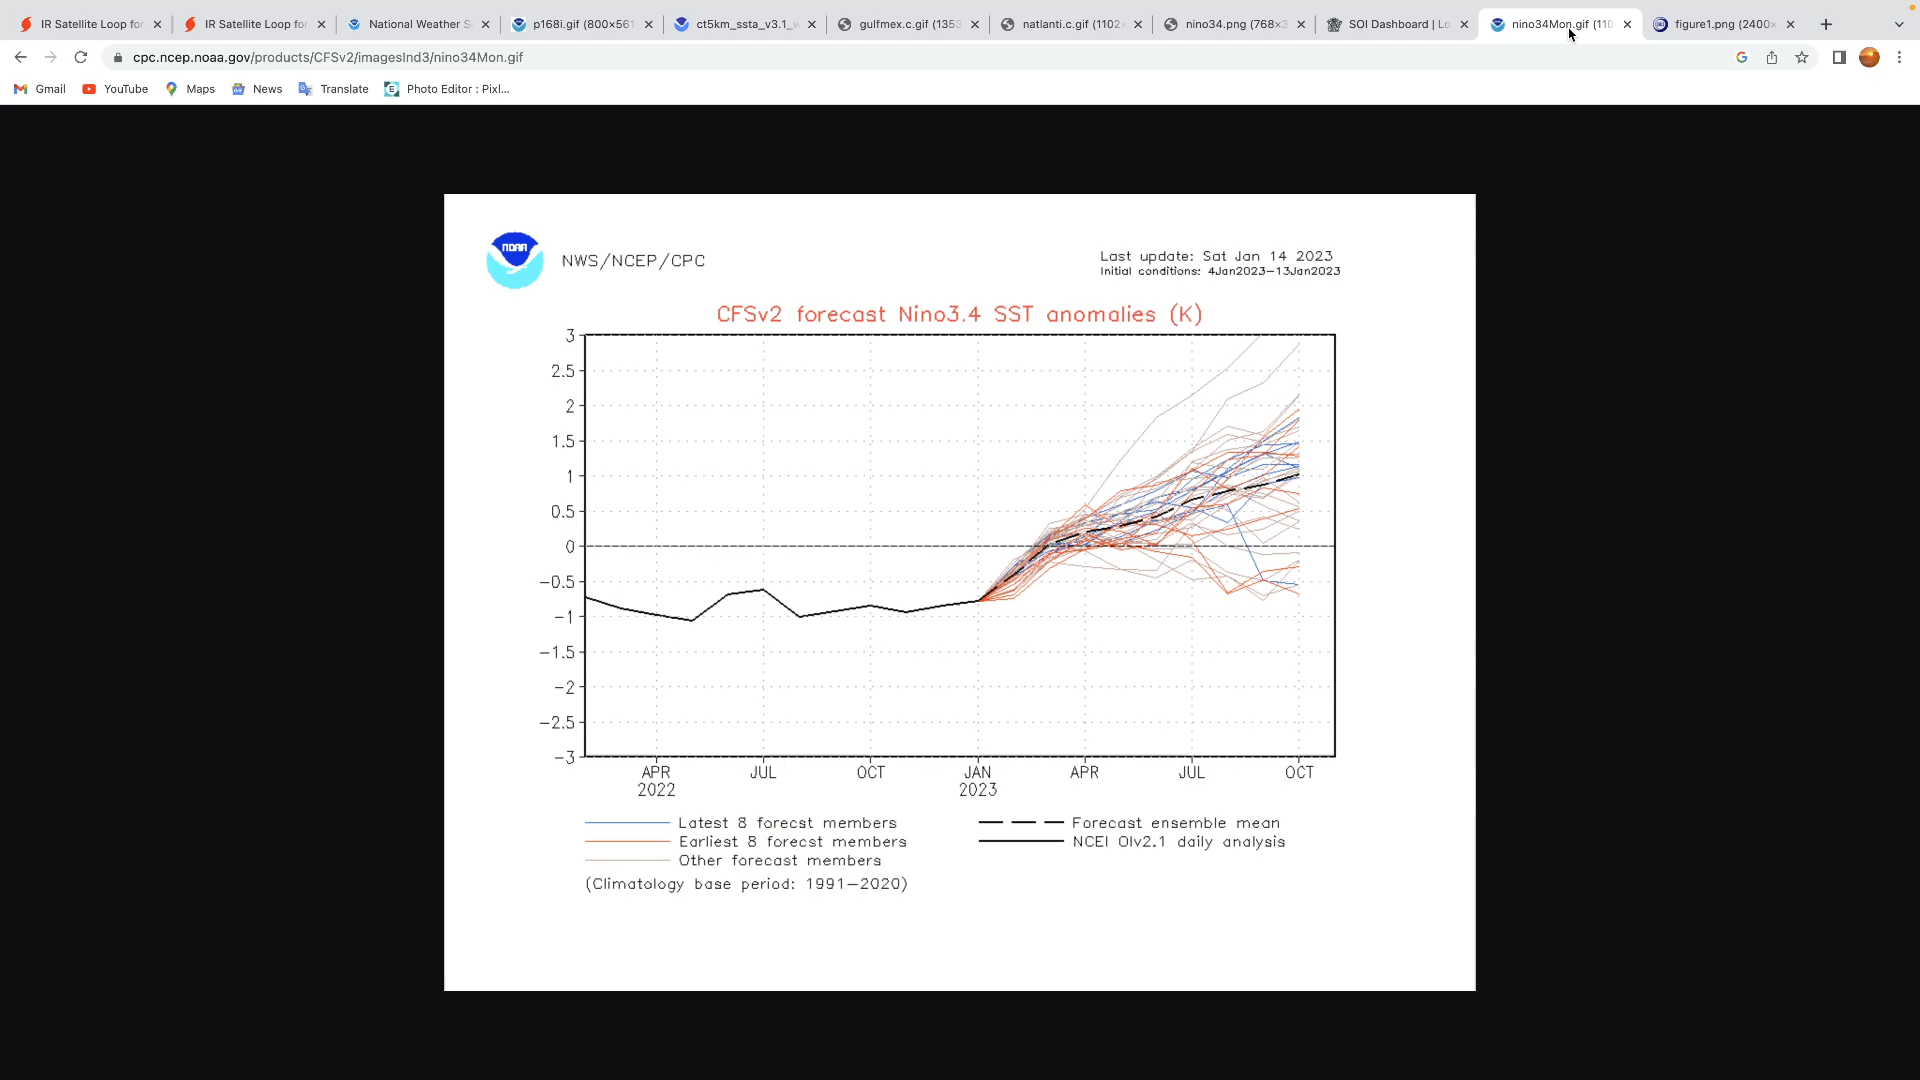 IR Satellite Loop for
IR Satellite Loop for
National Weather S
p168i.gif (800×561
ct5km_ssta_v3.1_
gulfmex.c.gif (1353
natlanti.c.gif (1102×
nino34.png (768×3
SOI Dashboard | Lo
nino34Mon.gif (110
figure1.png (2400×
cpc.ncep.noaa.gov/products/CFSv2/imagesInd3/nino34Mon.gif
Gmail
YouTube
Maps
News
Translate
Photo Editor : Pixl...
NOAA
NWS/NCEP/CPC
Last update: Sat Jan 14 2023
Initial conditions: 4Jan2023–13Jan2023
CFSv2 forecast Nino3.4 SST anomalies (K)
3
2.5
2
1.5
1
0.5
0
−0.5
−1
−1.5
−2
−2.5
−3
APR JUL OCT JAN APR JUL OCT
2022 2023
Latest 8 forecst members
Earliest 8 forecst members
Other forecast members
(Climatology base period: 1991–2020)
Forecast ensemble mean
NCEI OIv2.1 daily analysis